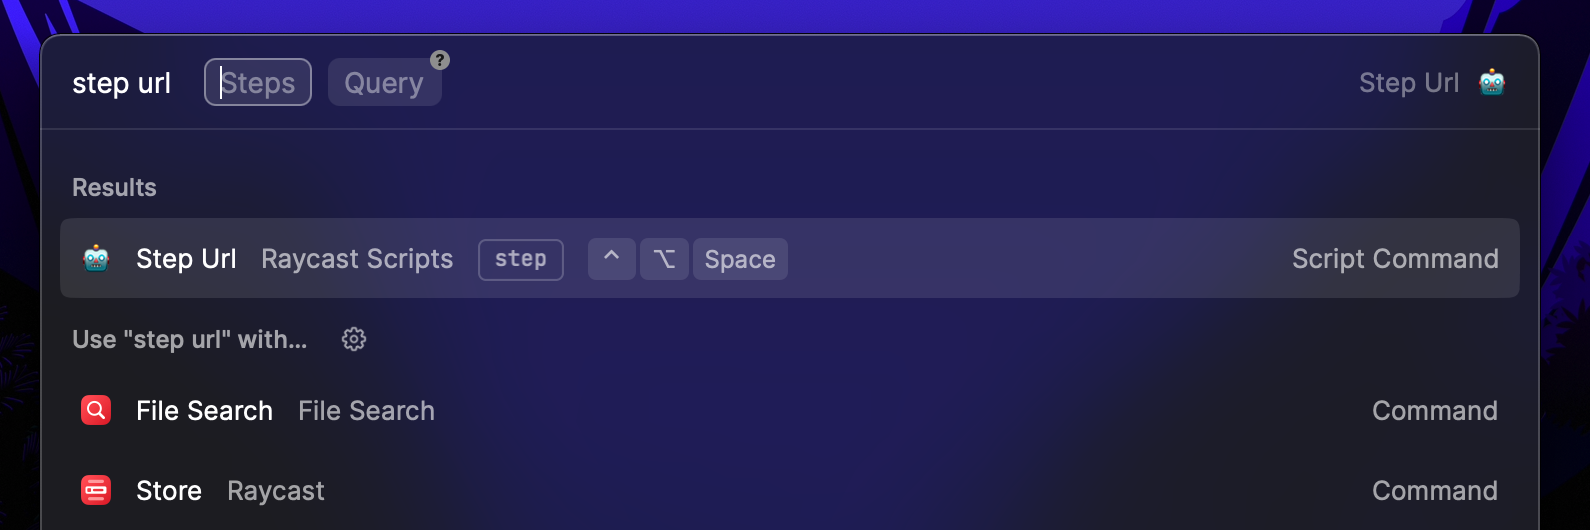 step url Steps Query ? Step Url
Results
Step Url Raycast Scripts step ^ ⌥ Space Script Command
Use "step url" with...
File Search File Search Command
Store Raycast Command